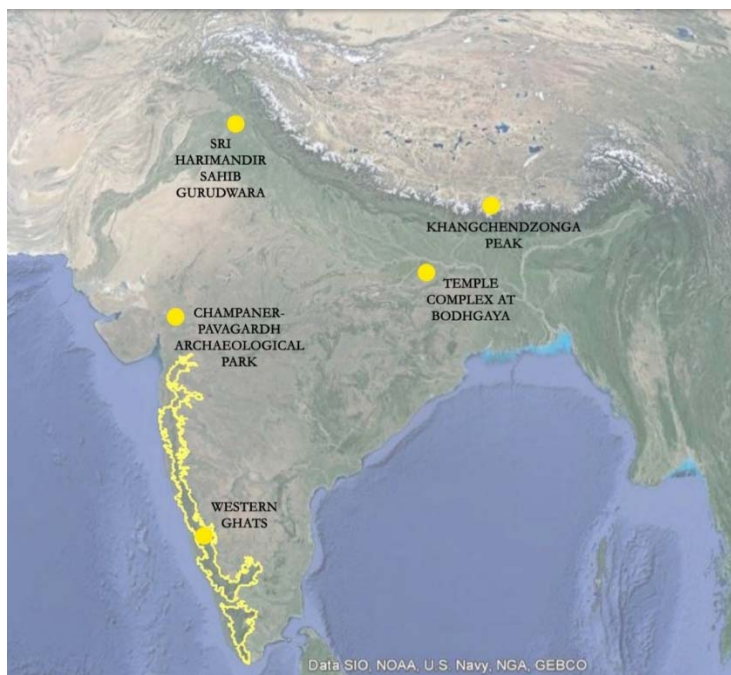 SRI
HARIMANDIR
SAHIB
GURUDWARA
KHANGCHENDZONGA
PEAK
TEMPLE
COMPLEX AT
BODHGAYA
CHAMPANER-
PAVAGARDH
ARCHAEOLOGICAL
PARK
WESTERN
GHATS
Data SIO, NOAA, U.S. Navy, NGA, GEBCO